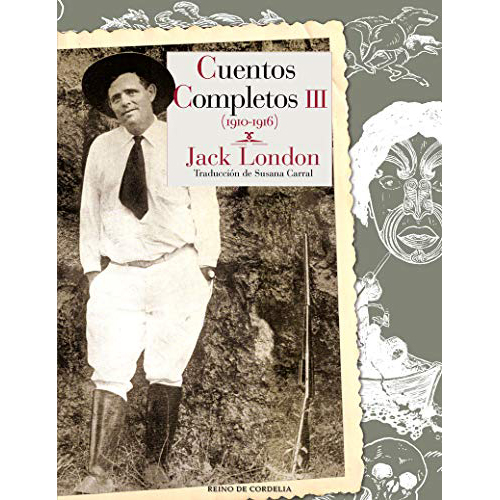 Cuentos
Completos III
(1910-1916)
Jack London
Traducción de Susana Carral
REINO DE CORDELIA